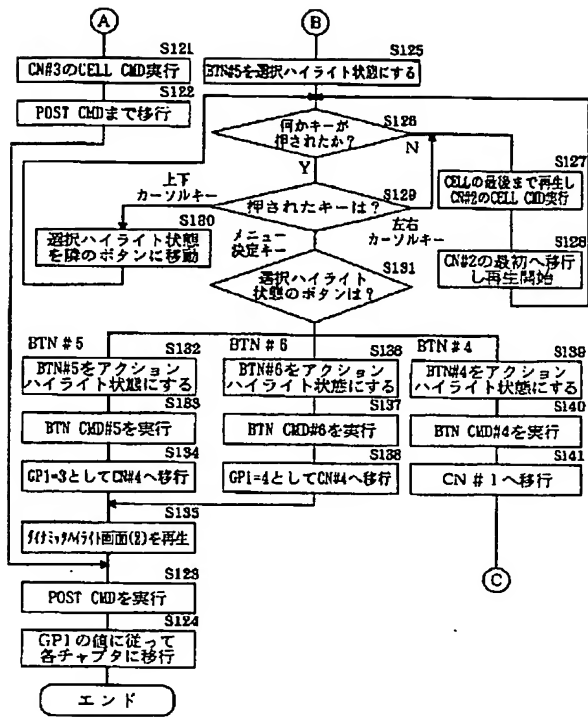 A
B
S121
CN#3のCELL CMD実行
S122
POST CMDまで移行
S125
BTN#5を選択ハイライト状態にする
S126
何かキーが
押されたか?
N
Y
S127
CELLの最後まで再生し
CN#2のCELL CMD実行
S128
CN#2の最初へ移行
し再生開始
S129
押されたキーは?
上下
カーソルキー
左右
カーソルキー
メニュー
決定キー
S130
選択ハイライト状態
を隣のボタンに移動
S131
選択ハイライト
状態のボタンは?
BTN#5
BTN#6
BTN#4
S132
BTN#5をアクション
ハイライト状態にする
S133
BTN CMD#5を実行
S134
GP1=3としてCN#4へ移行
S136
BTN#6をアクション
ハイライト状態にする
S137
BTN CMD#6を実行
S138
GP1=4としてCN#4へ移行
S139
BTN#4をアクション
ハイライト状態にする
S140
BTN CMD#4を実行
S141
CN#1へ移行
C
S135
ダイナミックハイライト画面(2)を再生
S123
POST CMDを実行
S124
GP1の値に従って
各チャプタに移行
エンド